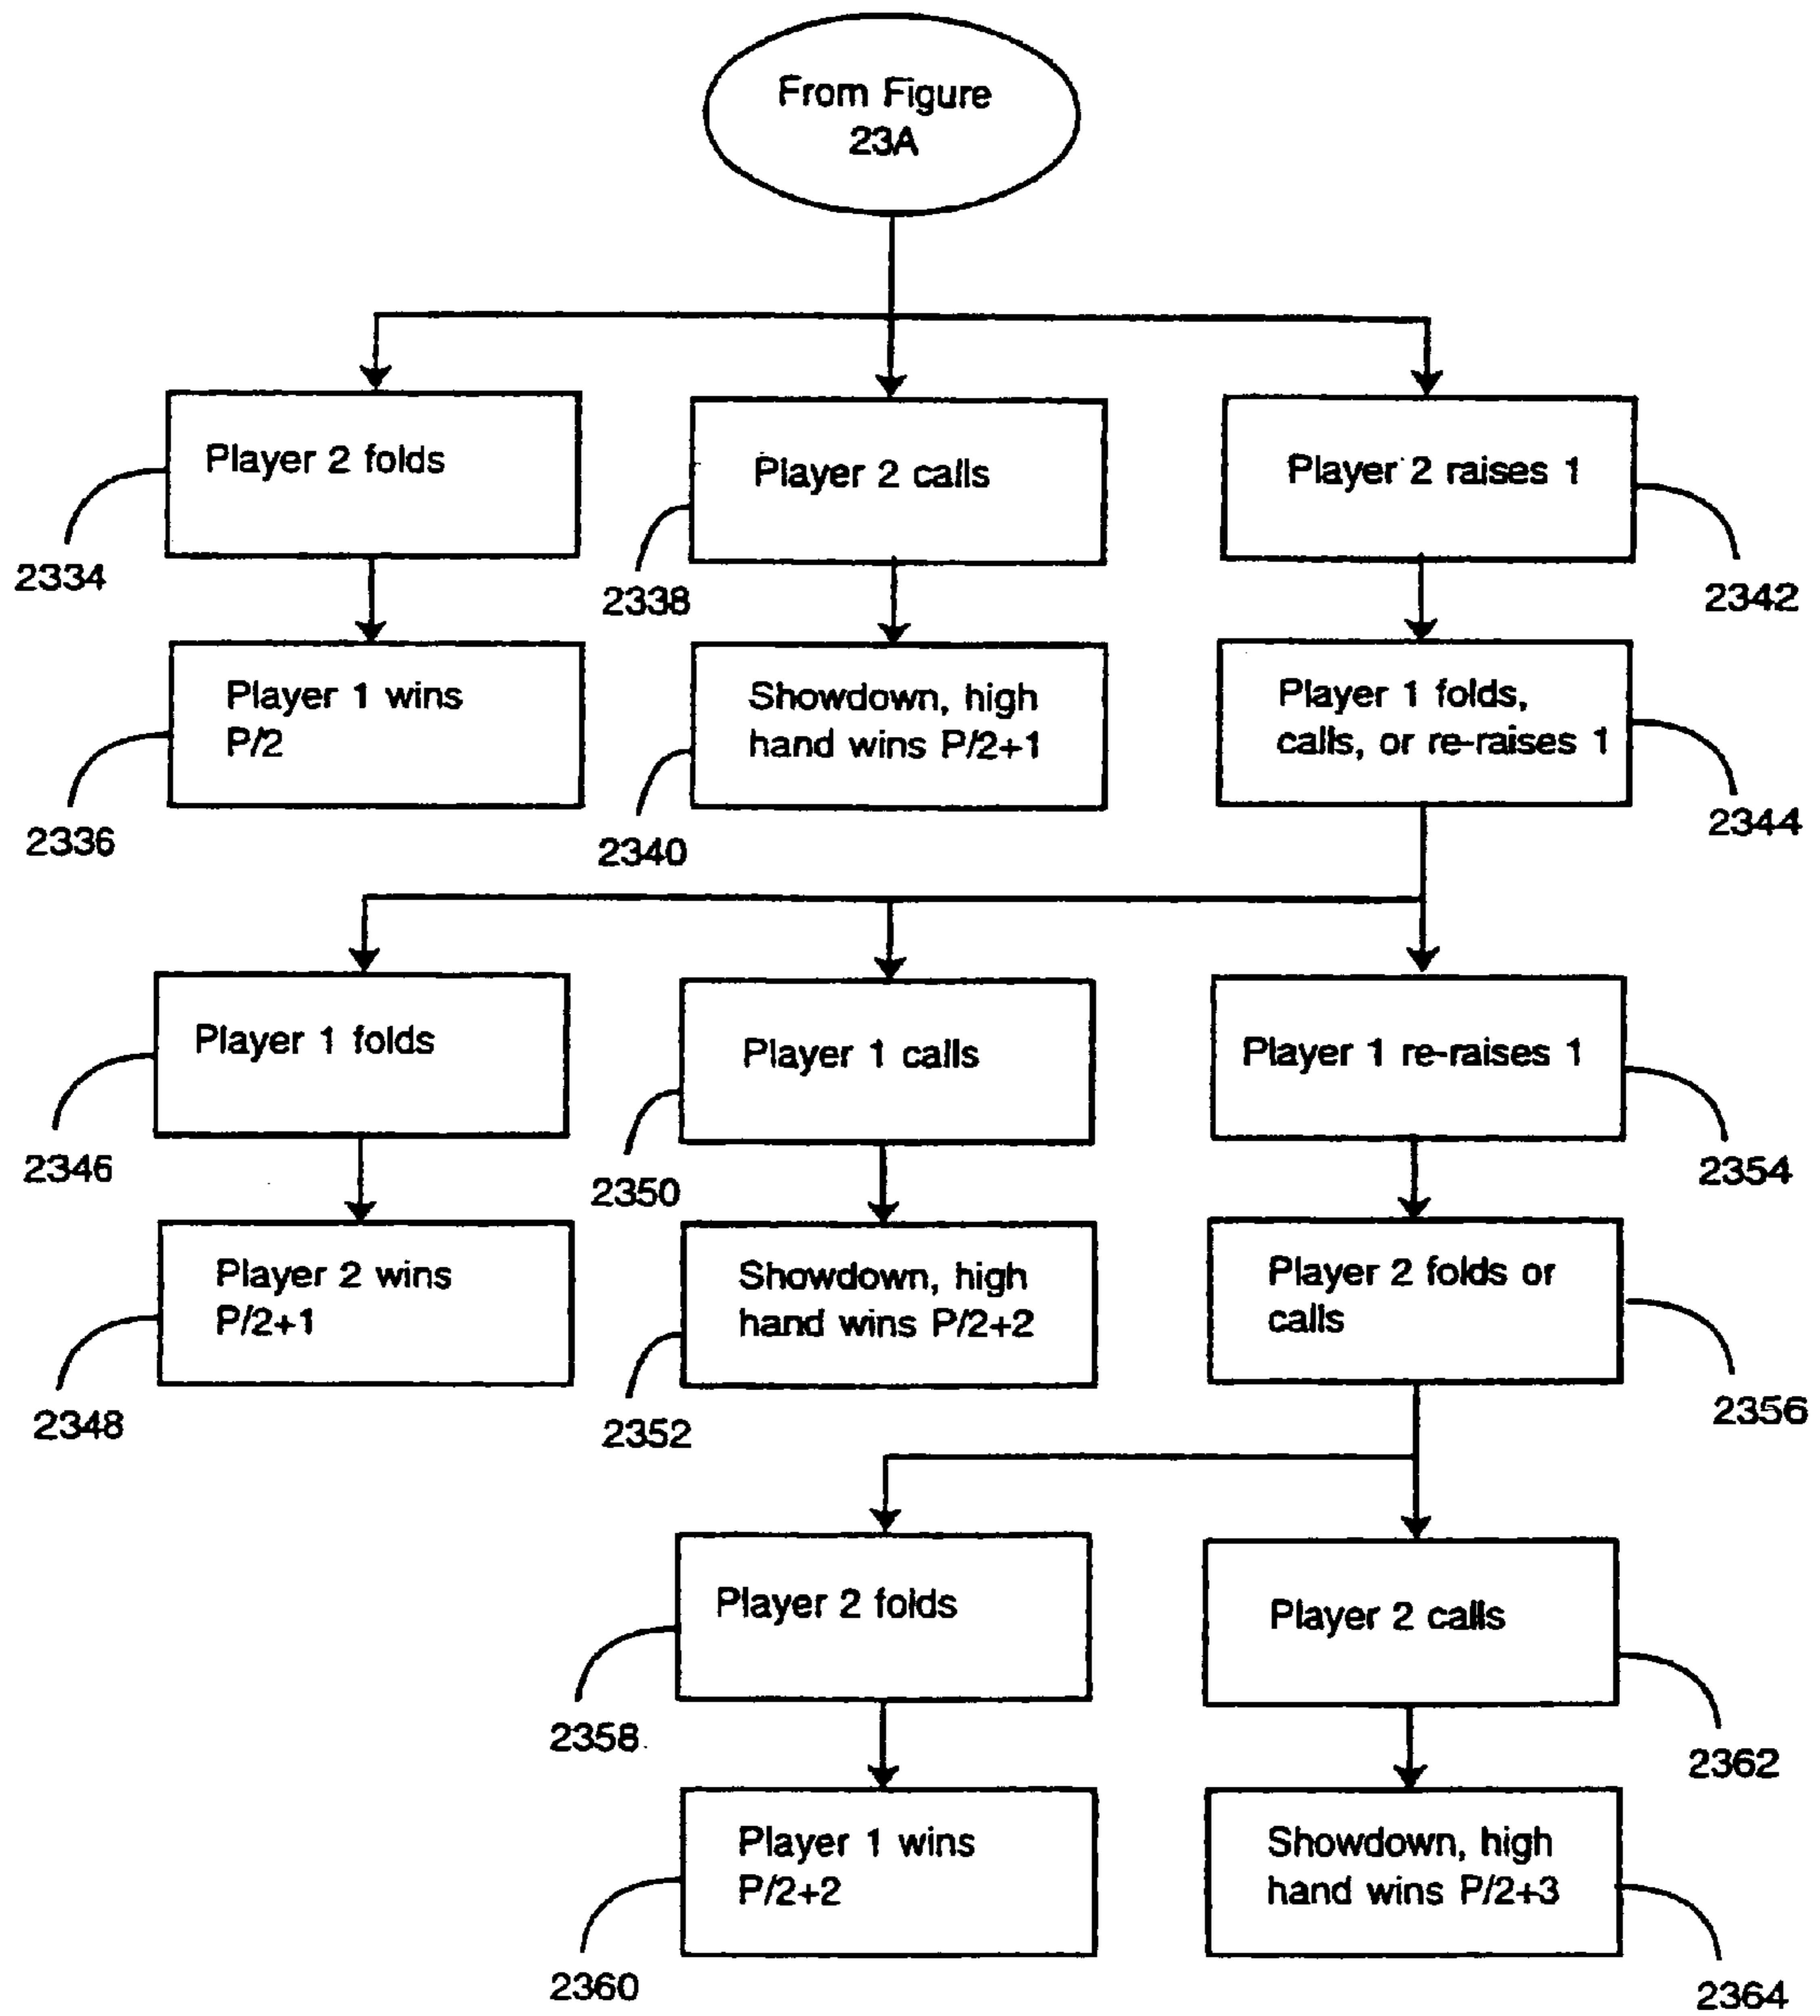 From Figure
23A
Player 2 folds
Player 2 calls
Player 2 raises 1
2334
2338
2342
Player 1 wins
P/2
Showdown, high
hand wins P/2+1
Player 1 folds,
calls, or re-raises 1
2336
2340
2344
Player 1 folds
Player 1 calls
Player 1 re-raises 1
2346
2350
2354
Player 2 wins
P/2+1
Showdown, high
hand wins P/2+2
Player 2 folds or
calls
2348
2352
2356
Player 2 folds
Player 2 calls
2358
2362
Player 1 wins
P/2+2
Showdown, high
hand wins P/2+3
2360
2364